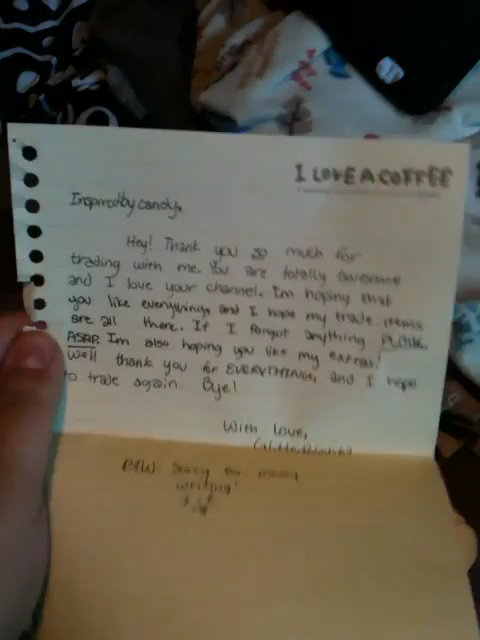 I LOVE A COFFEE
Inspiredbycandy,
Hey! Thank you so much for
trading with me. You are totally awesome
and I love your channel. Im hoping that
you like everything and I hope my trade items
are all there. If I forgot anything
ASAP. Im also hoping you like my extras!
Well thank you for EVERYTHING, and I hope
to trade again. Bye!
With love,
BTW: Sorry for
writing!